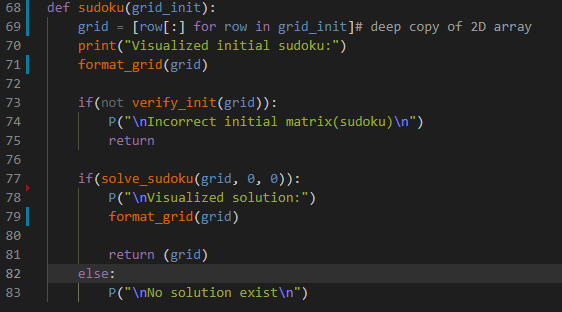 68 def sudoku(grid_init):
69     grid = [row[:] for row in grid_init]# deep copy of 2D array
70     print("Visualized initial sudoku:")
71     format_grid(grid)
72
73     if(not verify_init(grid)):
74         P("\nIncorrect initial matrix(sudoku)\n")
75         return
76
77     if(solve_sudoku(grid, 0, 0)):
78         P("\nVisualized solution:")
79         format_grid(grid)
80
81         return (grid)
82     else:
83         P("\nNo solution exist\n")